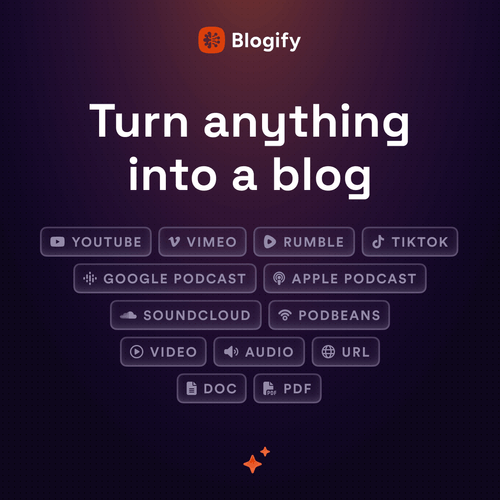 Blogify
Turn anything
into a blog
YOUTUBE VIMEO RUMBLE TIKTOK
GOOGLE PODCAST APPLE PODCAST
SOUNDCLOUD PODBEANS
VIDEO AUDIO URL
DOC PDF PDF